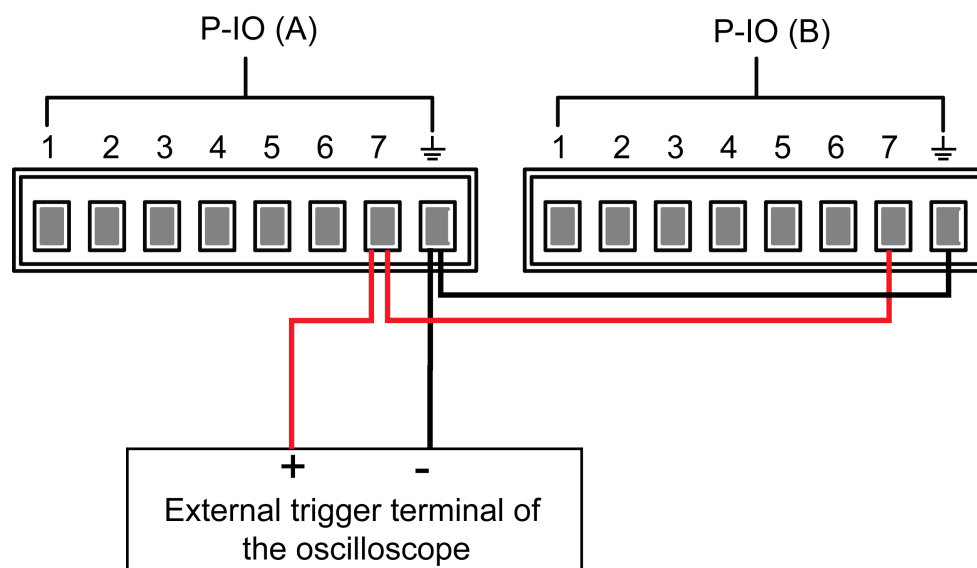 P-IO (A) P-IO (B)
1 2 3 4 5 6 7 1 2 3 4 5 6 7
+ -
External trigger terminal of
the oscilloscope